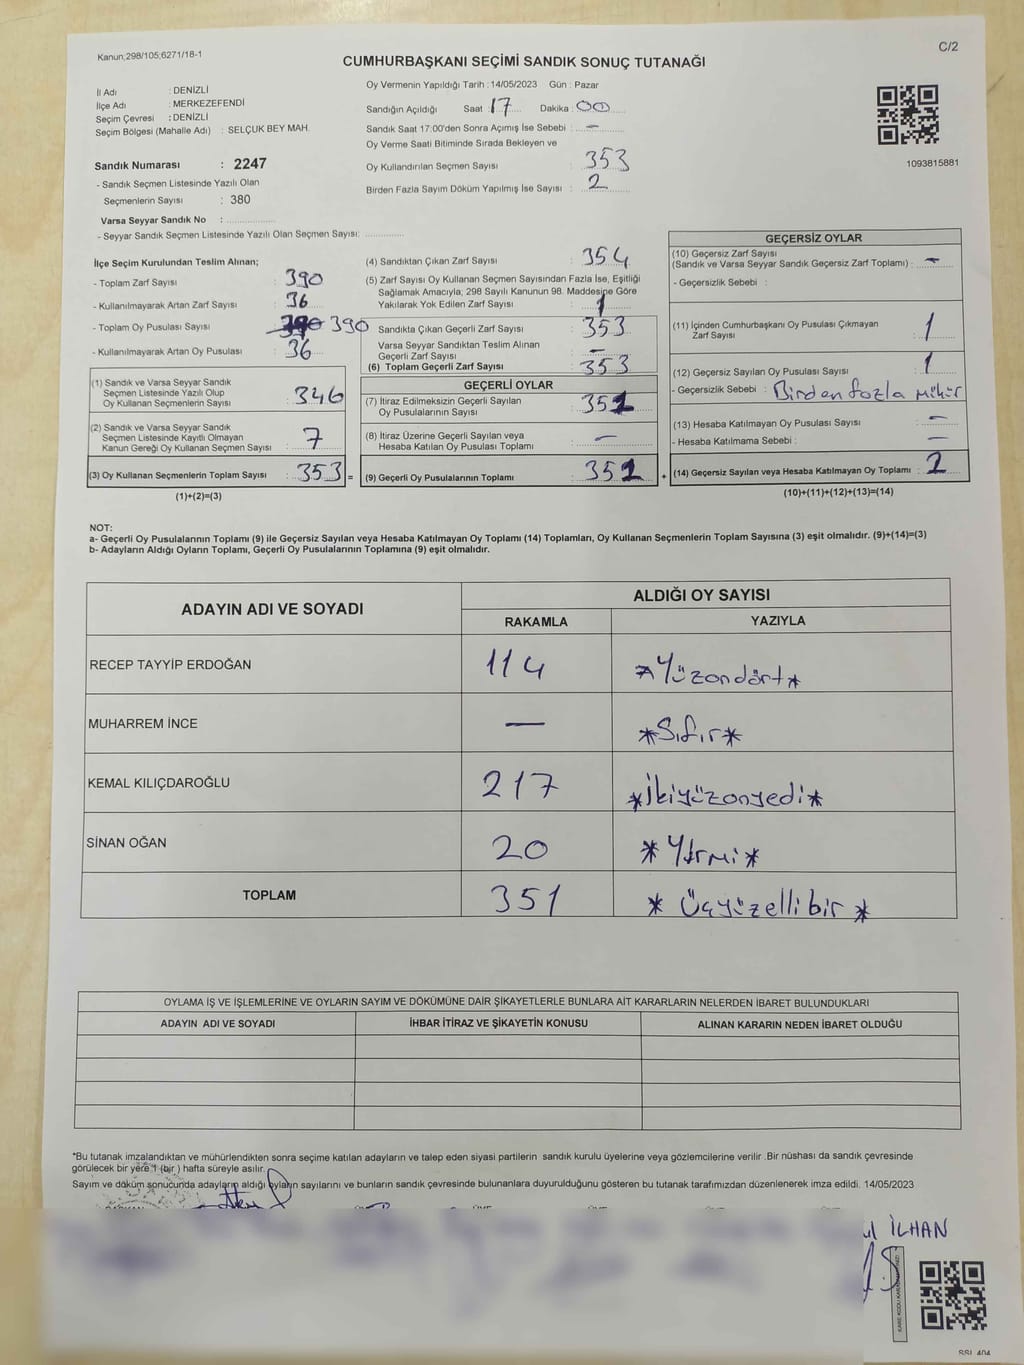 Kanun;298/105;6271/18-1
C/2
CUMHURBAŞKANI SEÇİMİ SANDIK SONUÇ TUTANAĞI
İl Adı : DENİZLİ
İlçe Adı : MERKEZEFENDİ
Seçim Çevresi : DENİZLİ
Seçim Bölgesi (Mahalle Adı) : SELÇUK BEY MAH.
Sandık Numarası : 2247
- Sandık Seçmen Listesinde Yazılı Olan
Seçmenlerin Sayısı : 380
Varsa Seyyar Sandık No :
- Seyyar Sandık Seçmen Listesinde Yazılı Olan Seçmen Sayısı:
Oy Vermenin Yapıldığı Tarih : 14/05/2023 Gün : Pazar
Sandığın Açıldığı Saat : 17 Dakika : 00
Sandık Saat 17:00'den Sonra Açımış İse Sebebi : –
Oy Verme Saati Bitiminde Sırada Bekleyen ve
Oy Kullandırılan Seçmen Sayısı : 353
Birden Fazla Sayım Döküm Yapılmış İse Sayısı : 2
1093815881
İlçe Seçim Kurulundan Teslim Alınan;
- Toplam Zarf Sayısı : 390
- Kullanılmayarak Artan Zarf Sayısı : 36
- Toplam Oy Pusulası Sayısı : 390
- Kullanılmayarak Artan Oy Pusulası : 36
(1) Sandık ve Varsa Seyyar Sandık
Seçmen Listesinde Yazılı Olup
Oy Kullanan Seçmenlerin Sayısı : 346
(2) Sandık ve Varsa Seyyar Sandık
Seçmen Listesinde Kayıtlı Olmayan
Kanun Gereği Oy Kullanan Seçmen Sayısı : 7
(3) Oy Kullanan Seçmenlerin Toplam Sayısı : 353 =
(1)+(2)=(3)
(4) Sandıktan Çıkan Zarf Sayısı : 354
(5) Zarf Sayısı Oy Kullanan Seçmen Sayısından Fazla İse, Eşitliği
Sağlamak Amacıyla, 298 Sayılı Kanunun 98. Maddesine Göre
Yakılarak Yok Edilen Zarf Sayısı : 1
Sandıkta Çıkan Geçerli Zarf Sayısı : 353
Varsa Seyyar Sandıktan Teslim Alınan
Geçerli Zarf Sayısı : –
(6) Toplam Geçerli Zarf Sayısı : 353
GEÇERLİ OYLAR
(7) İtiraz Edilmeksizin Geçerli Sayılan
Oy Pusulalarının Sayısı : 351
(8) İtiraz Üzerine Geçerli Sayılan veya
Hesaba Katılan Oy Pusulası Toplamı : –
(9) Geçerli Oy Pusulalarının Toplamı : 351 +
GEÇERSİZ OYLAR
(10) Geçersiz Zarf Sayısı
(Sandık ve Varsa Seyyar Sandık Geçersiz Zarf Toplamı) : –
- Geçersizlik Sebebi :
(11) İçinden Cumhurbaşkanı Oy Pusulası Çıkmayan
Zarf Sayısı : 1
(12) Geçersiz Sayılan Oy Pusulası Sayısı : 1
- Geçersizlik Sebebi : Birden fazla mühür
(13) Hesaba Katılmayan Oy Pusulası Sayısı : –
- Hesaba Katılmama Sebebi : –
(14) Geçersiz Sayılan veya Hesaba Katılmayan Oy Toplamı : 2
(10)+(11)+(12)+(13)=(14)
NOT:
a- Geçerli Oy Pusulalarının Toplamı (9) ile Geçersiz Sayılan veya Hesaba Katılmayan Oy Toplamı (14) Toplamları, Oy Kullanan Seçmenlerin Toplam Sayısına (3) eşit olmalıdır. (9)+(14)=(3)
b- Adayların Aldığı Oyların Toplamı, Geçerli Oy Pusulalarının Toplamına (9) eşit olmalıdır.
ADAYIN ADI VE SOYADI ALDIĞI OY SAYISI
RAKAMLA YAZIYLA
RECEP TAYYİP ERDOĞAN 114 *Yüzondört*
MUHARREM İNCE — *Sıfır*
KEMAL KILIÇDAROĞLU 217 *İkiyüzonyedi*
SİNAN OĞAN 20 *Yirmi*
TOPLAM 351 * Üçyüzellibir *
OYLAMA İŞ VE İŞLEMLERİNE VE OYLARIN SAYIM VE DÖKÜMÜNE DAİR ŞİKAYETLERLE BUNLARA AİT KARARLARIN NELERDEN İBARET BULUNDUKLARI
ADAYIN ADI VE SOYADI İHBAR İTİRAZ VE ŞİKAYETİN KONUSU ALINAN KARARIN NEDEN İBARET OLDUĞU
*Bu tutanak imzalandıktan ve mühürlendikten sonra seçime katılan adayların ve talep eden siyasi partilerin sandık kurulu üyelerine veya gözlemcilerine verilir .Bir nüshası da sandık çevresinde
görülecek bir yere 1 (bir ) hafta süreyle asılır.
Sayım ve döküm sonucunda adayların aldığı oyların sayılarını ve bunların sandık çevresinde bulunanlara duyurulduğunu gösteren bu tutanak tarafımızdan düzenlenerek imza edildi. 14/05/2023
İLHAN